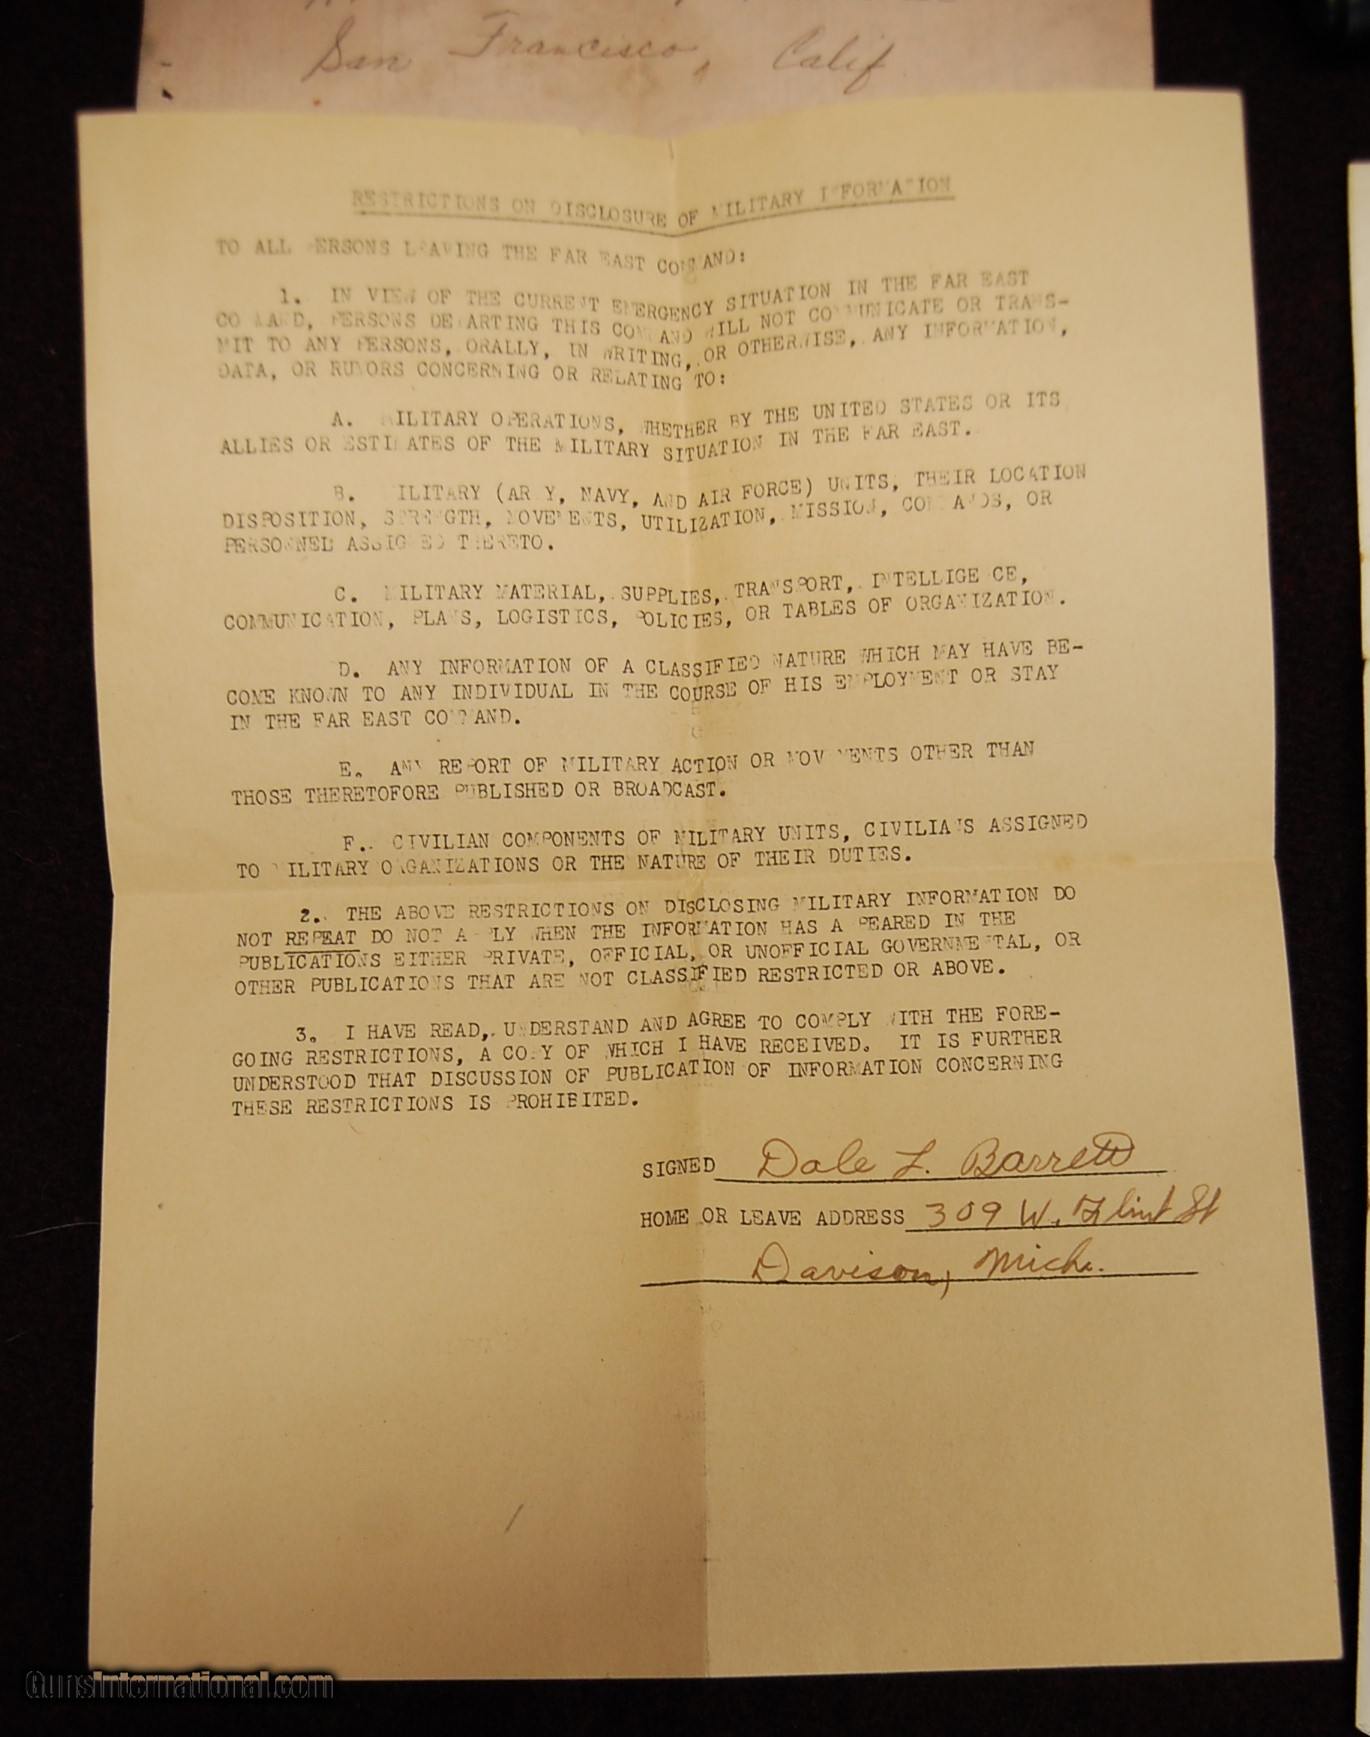 San Francisco, Calif
RESTRICTIONS ON DISCLOSURE OF MILITARY INFORMATION
TO ALL PERSONS LEAVING THE FAR EAST COMMAND:
1. IN VIEW OF THE CURRENT EMERGENCY SITUATION IN THE FAR EAST
COMMAND, PERSONS DEPARTING THIS COMMAND WILL NOT COMMUNICATE OR TRANS-
MIT TO ANY PERSONS, ORALLY, IN WRITING, OR OTHERWISE, ANY INFORMATION,
DATA, OR RUMORS CONCERNING OR RELATING TO:
A. MILITARY OPERATIONS, WHETHER BY THE UNITED STATES OR ITS
ALLIES OR ESTIMATES OF THE MILITARY SITUATION IN THE FAR EAST.
B. MILITARY (ARMY, NAVY, AND AIR FORCE) UNITS, THEIR LOCATION
DISPOSITION, STRENGTH, MOVEMENTS, UTILIZATION, MISSION, COMMANDS, OR
PERSONNEL ASSIGNED THERETO.
C. MILITARY MATERIAL, SUPPLIES, TRANSPORT, INTELLIGENCE,
COMMUNICATION, PLANS, LOGISTICS, POLICIES, OR TABLES OF ORGANIZATION.
D. ANY INFORMATION OF A CLASSIFIED NATURE WHICH MAY HAVE BE-
COME KNOWN TO ANY INDIVIDUAL IN THE COURSE OF HIS EMPLOYMENT OR STAY
IN THE FAR EAST COMMAND.
E. ANY REPORT OF MILITARY ACTION OR MOVEMENTS OTHER THAN
THOSE THERETOFORE PUBLISHED OR BROADCAST.
F. CIVILIAN COMPONENTS OF MILITARY UNITS, CIVILIANS ASSIGNED
TO MILITARY ORGANIZATIONS OR THE NATURE OF THEIR DUTIES.
2. THE ABOVE RESTRICTIONS ON DISCLOSING MILITARY INFORMATION DO
NOT REPEAT DO NOT APPLY WHEN THE INFORMATION HAS APPEARED IN THE
PUBLICATIONS EITHER PRIVATE, OFFICIAL, OR UNOFFICIAL GOVERNMENTAL, OR
OTHER PUBLICATIONS THAT ARE NOT CLASSIFIED RESTRICTED OR ABOVE.
3. I HAVE READ, UNDERSTAND AND AGREE TO COMPLY WITH THE FORE-
GOING RESTRICTIONS, A COPY OF WHICH I HAVE RECEIVED. IT IS FURTHER
UNDERSTOOD THAT DISCUSSION OF PUBLICATION OF INFORMATION CONCERNING
THESE RESTRICTIONS IS PROHIBITED.
SIGNED Dale L. Barrett
HOME OR LEAVE ADDRESS 309 W. Flint St
Davison, Mich.
GunsInternational.com